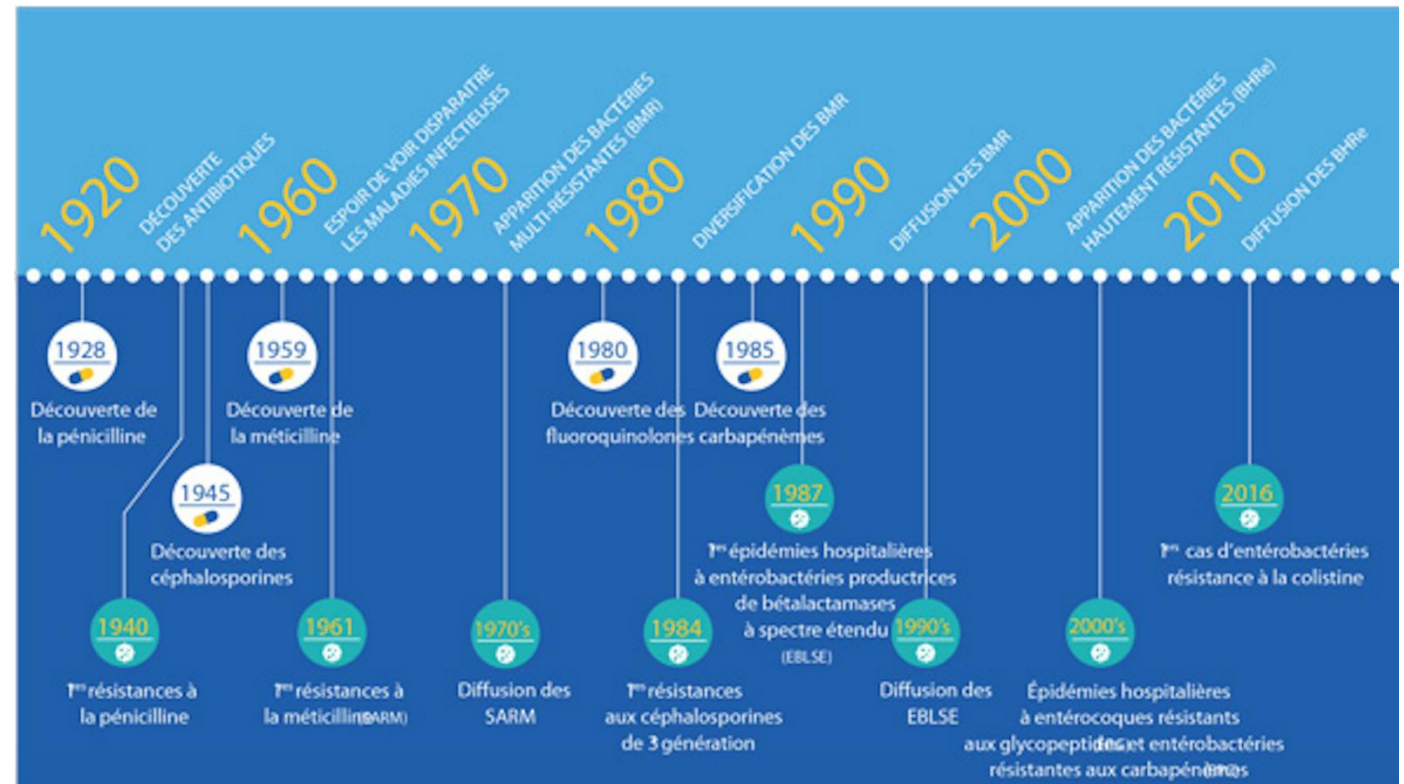 1920
DÉCOUVERTE
DES ANTIBIOTIQUES
1960
ESPOIR DE VOIR DISPARAITRE
LES MALADIES INFECTIEUSES
1970
APPARITION DES BACTÉRIES
MULTI-RÉSISTANTES (BMR)
1980
DIVERSIFICATION DES BMR
1990
DIFFUSION DES BMR
2000
APPARITION DES BACTÉRIES
HAUTEMENT RÉSISTANTES (BHRe)
2010
DIFFUSION DES BHRe
1928
Découverte de
la pénicilline
1959
Découverte de
la méticilline
1980
Découverte des
fluoroquinolones
1985
Découverte des
carbapénèmes
1945
Découverte des
céphalosporines
1987
1res épidémies hospitalières
à entérobactéries productrices
de bétalactamases
à spectre étendu
(EBLSE)
2016
1ers cas d'entérobactéries
résistance à la colistine
1940
1res résistances à
la pénicilline
1961
1res résistances à
la méticilline (SARM)
1970's
Diffusion des
SARM
1984
1res résistances
aux céphalosporines
de 3 génération
1990's
Diffusion des
EBLSE
2000's
Épidémies hospitalières
à entérocoques résistants
aux glycopeptides et entérobactéries
résistantes aux carbapénèmes